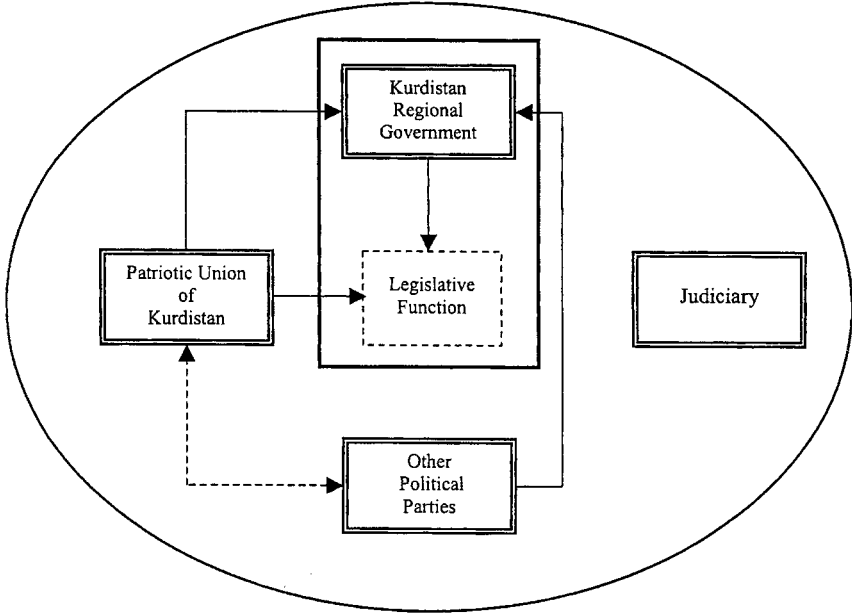 Kurdistan
Regional
Government
Patriotic Union
of
Kurdistan
Legislative
Function
Judiciary
Other
Political
Parties